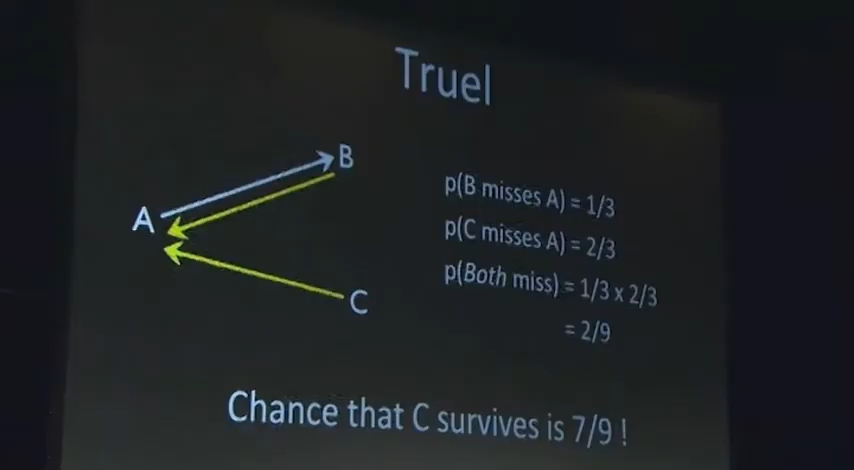 Truel
B
A
C
p(B misses A) = 1/3
p(C misses A) = 2/3
p(Both miss) = 1/3 x 2/3
= 2/9
Chance that C survives is 7/9 !